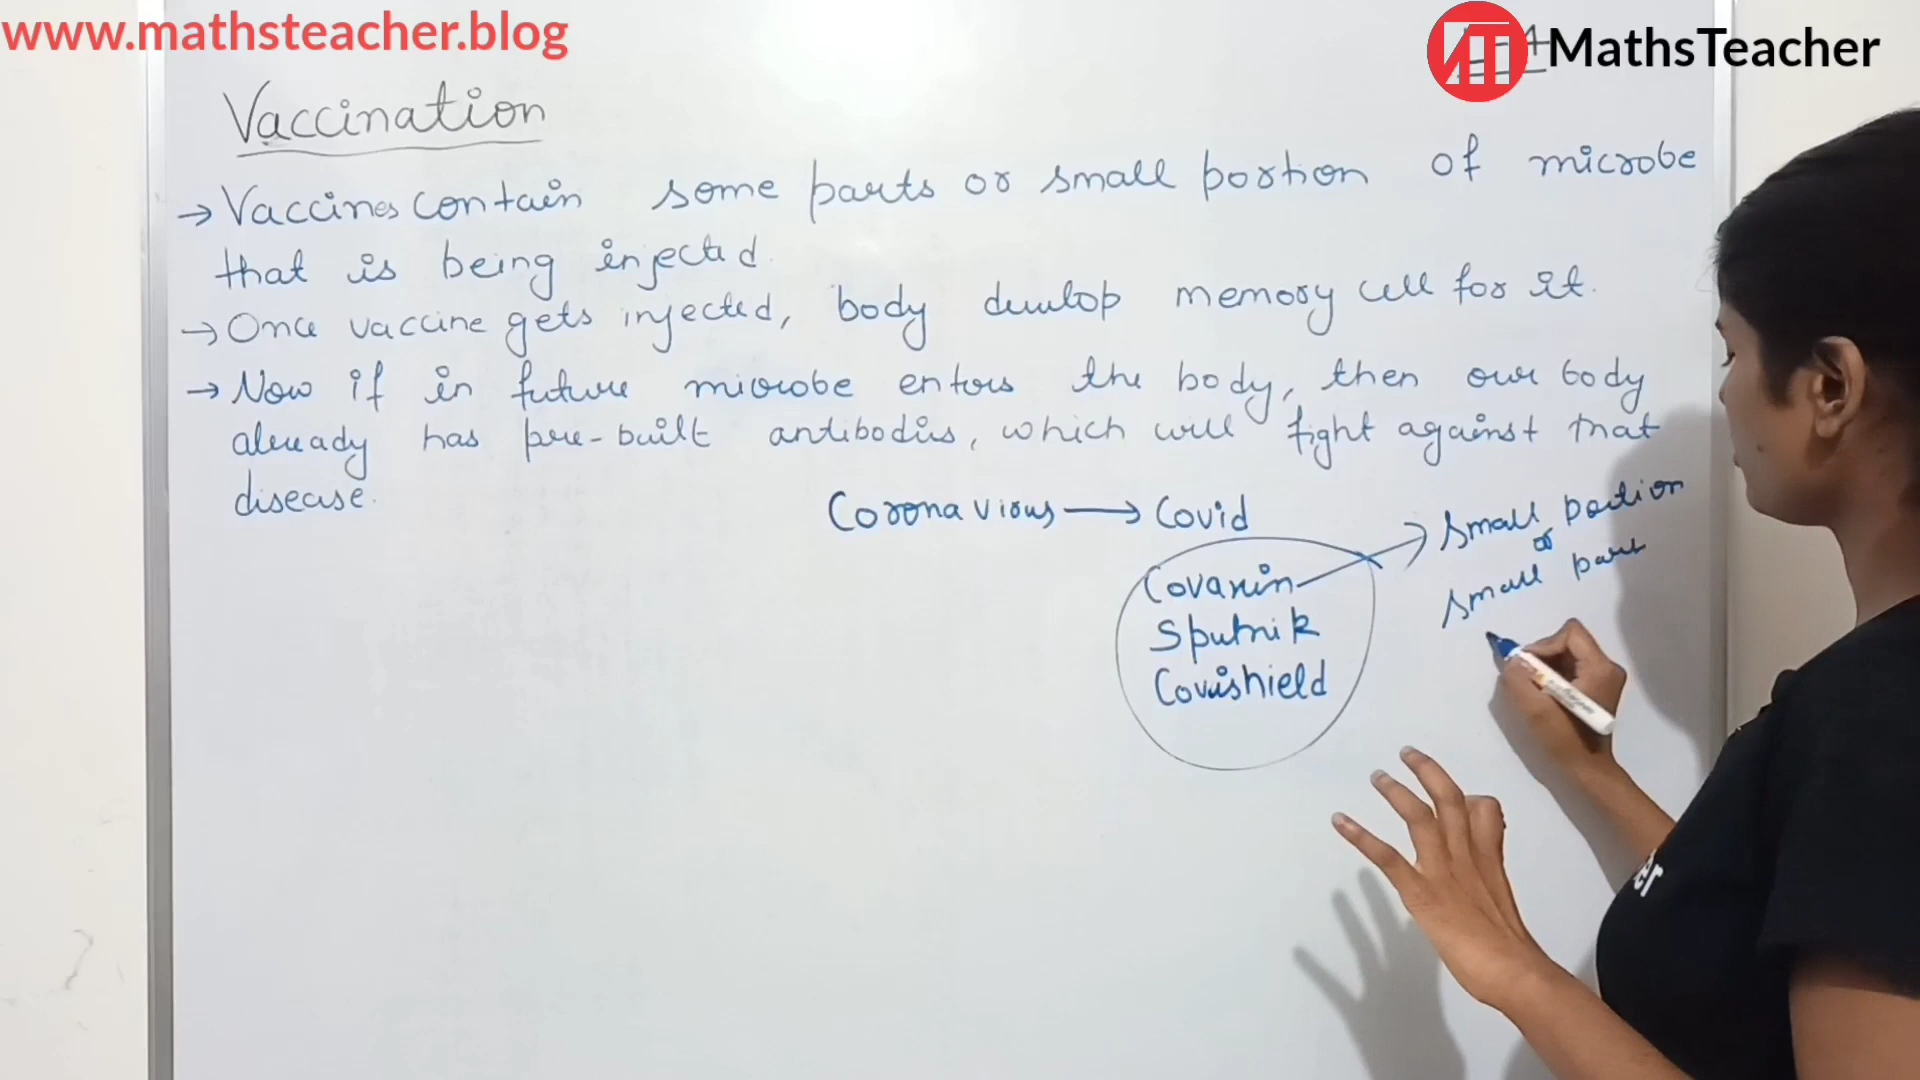 www.mathsteacher.blog
MathsTeacher
Vaccination
→ Vaccines contain some parts or small portion of microbe
that is being injected.
→ Once vaccine gets injected, body develop memory cell for it.
→ Now if in future microbe enters the body, then our body
already has pre-built antibodies, which will fight against that
disease.
Corona virus → Covid
Covaxin → small portion
or
small part
Sputnik
Covishield